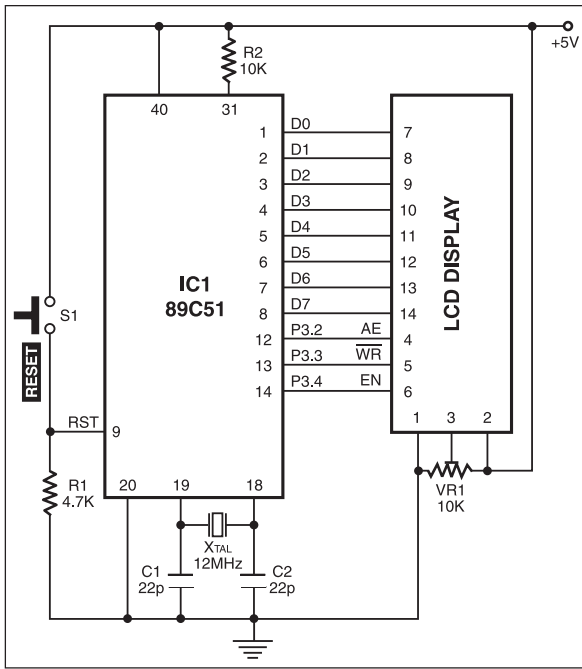 +5V
R2
10K
40 31
1 D0 7
2 D1 8
3 D2 9
4 D3 10
5 D4 11
6 D5 12
7 D6 13
8 D7 14
12 P3.2 AE 4
13 P3.3 WR 5
14 P3.4 EN 6
IC1
89C51
LCD DISPLAY
S1
RESET
RST 9
1 3 2
VR1
10K
R1
4.7K
20 19 18
XTAL
12MHz
C1
22p
C2
22p